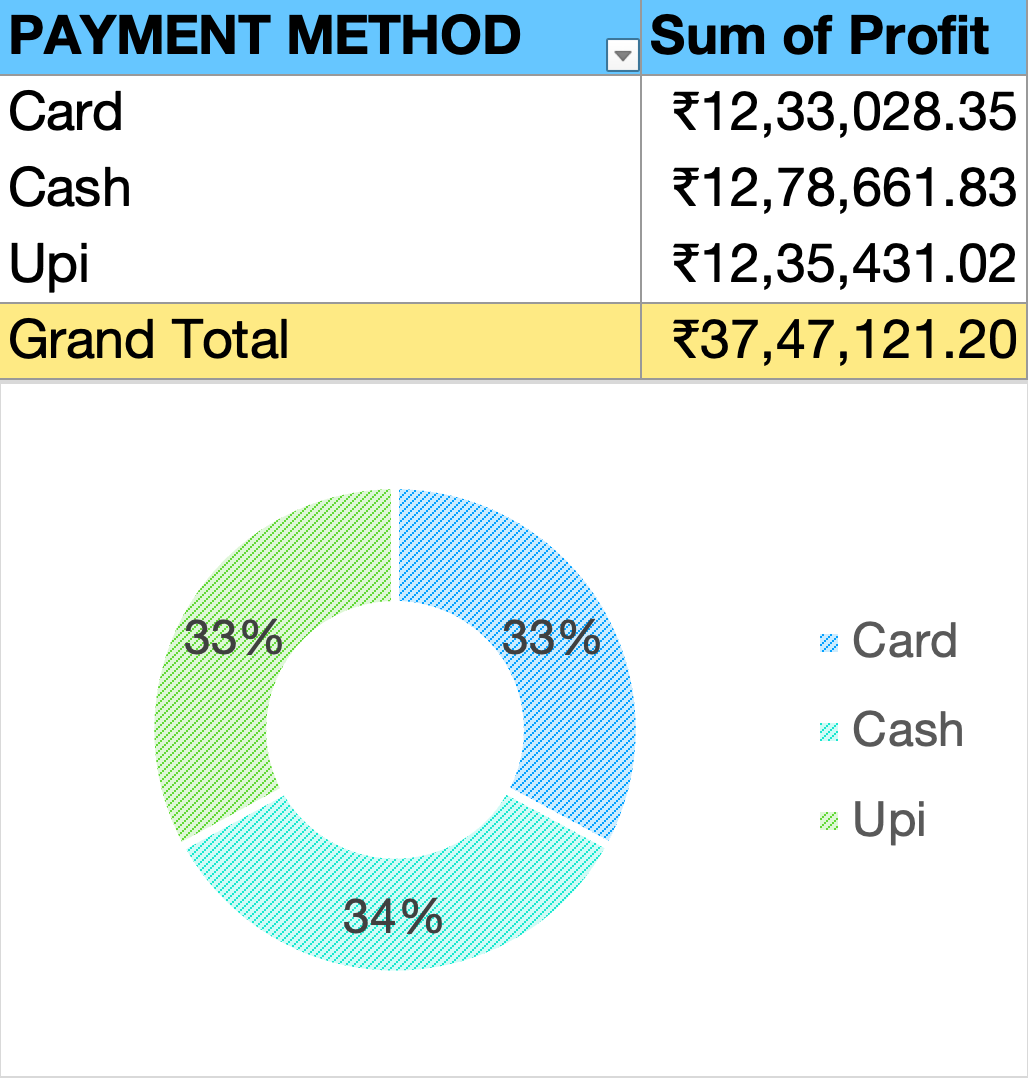 PAYMENT METHOD Sum of Profit
Card ₹12,33,028.35
Cash ₹12,78,661.83
Upi ₹12,35,431.02
Grand Total ₹37,47,121.20
33% 33%
Card
Cash
Upi
34%